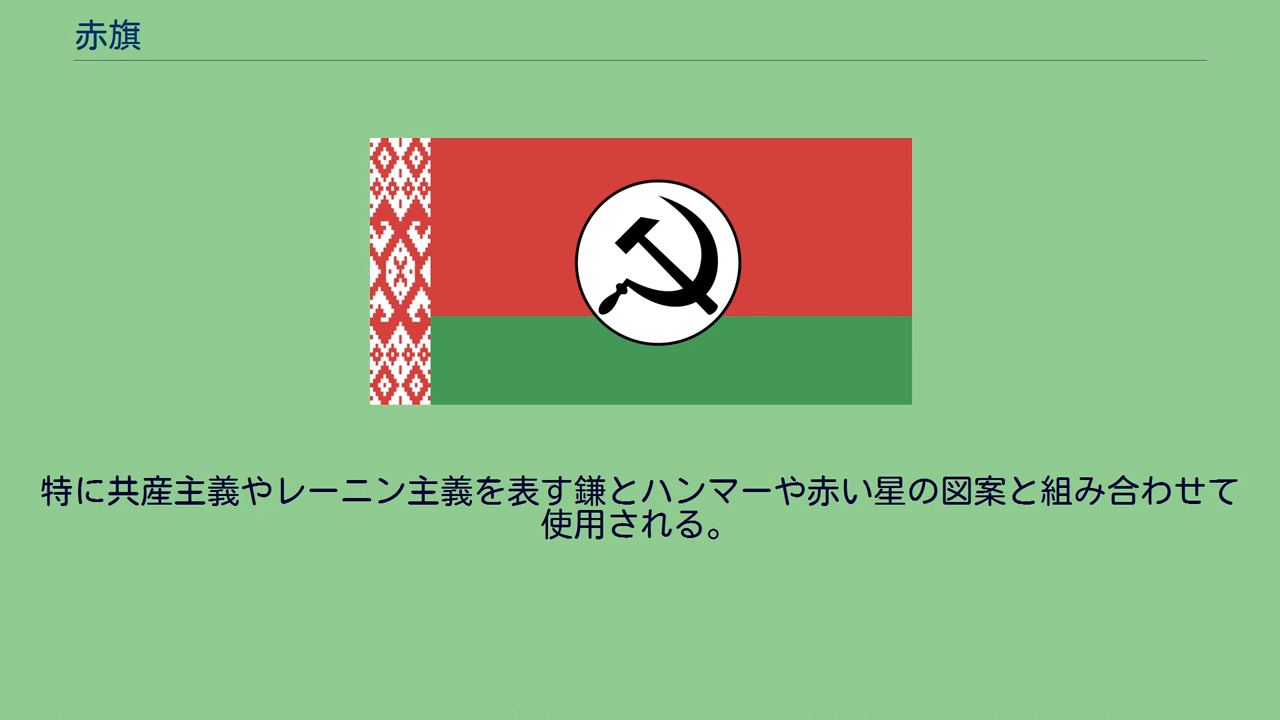 赤旗
特に共産主義やレーニン主義を表す鎌とハンマーや赤い星の図案と組み合わせて
使用される。